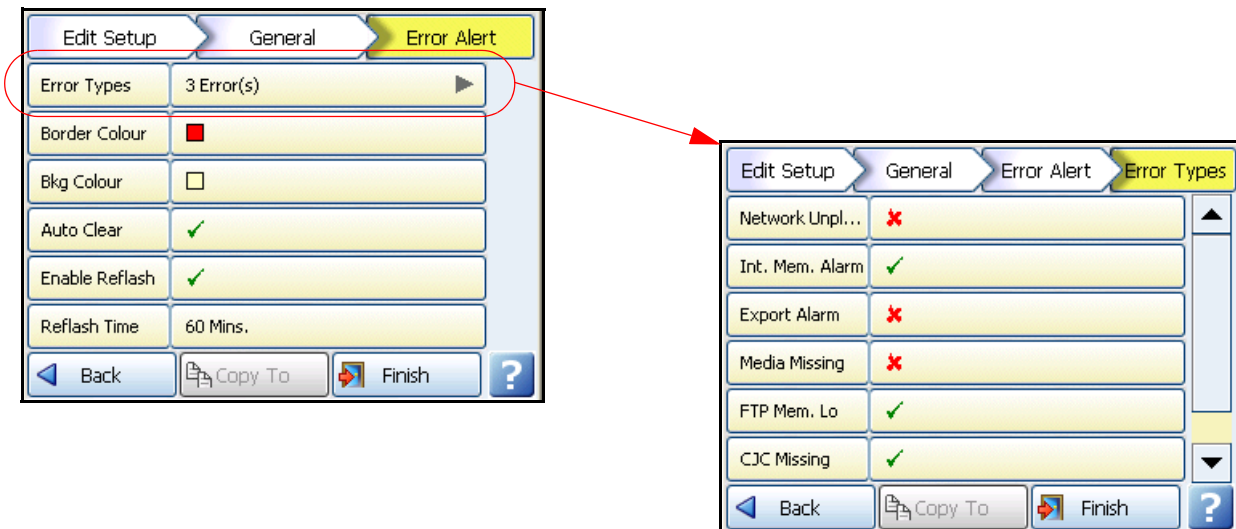 Edit Setup General Error Alert
Error Types 3 Error(s)
Border Colour
Bkg Colour
Auto Clear
Enable Reflash
Reflash Time 60 Mins.
Back Copy To Finish ?
Edit Setup General Error Alert Error Types
Network Unpl...
Int. Mem. Alarm
Export Alarm
Media Missing
FTP Mem. Lo
CJC Missing
Back Copy To Finish ?